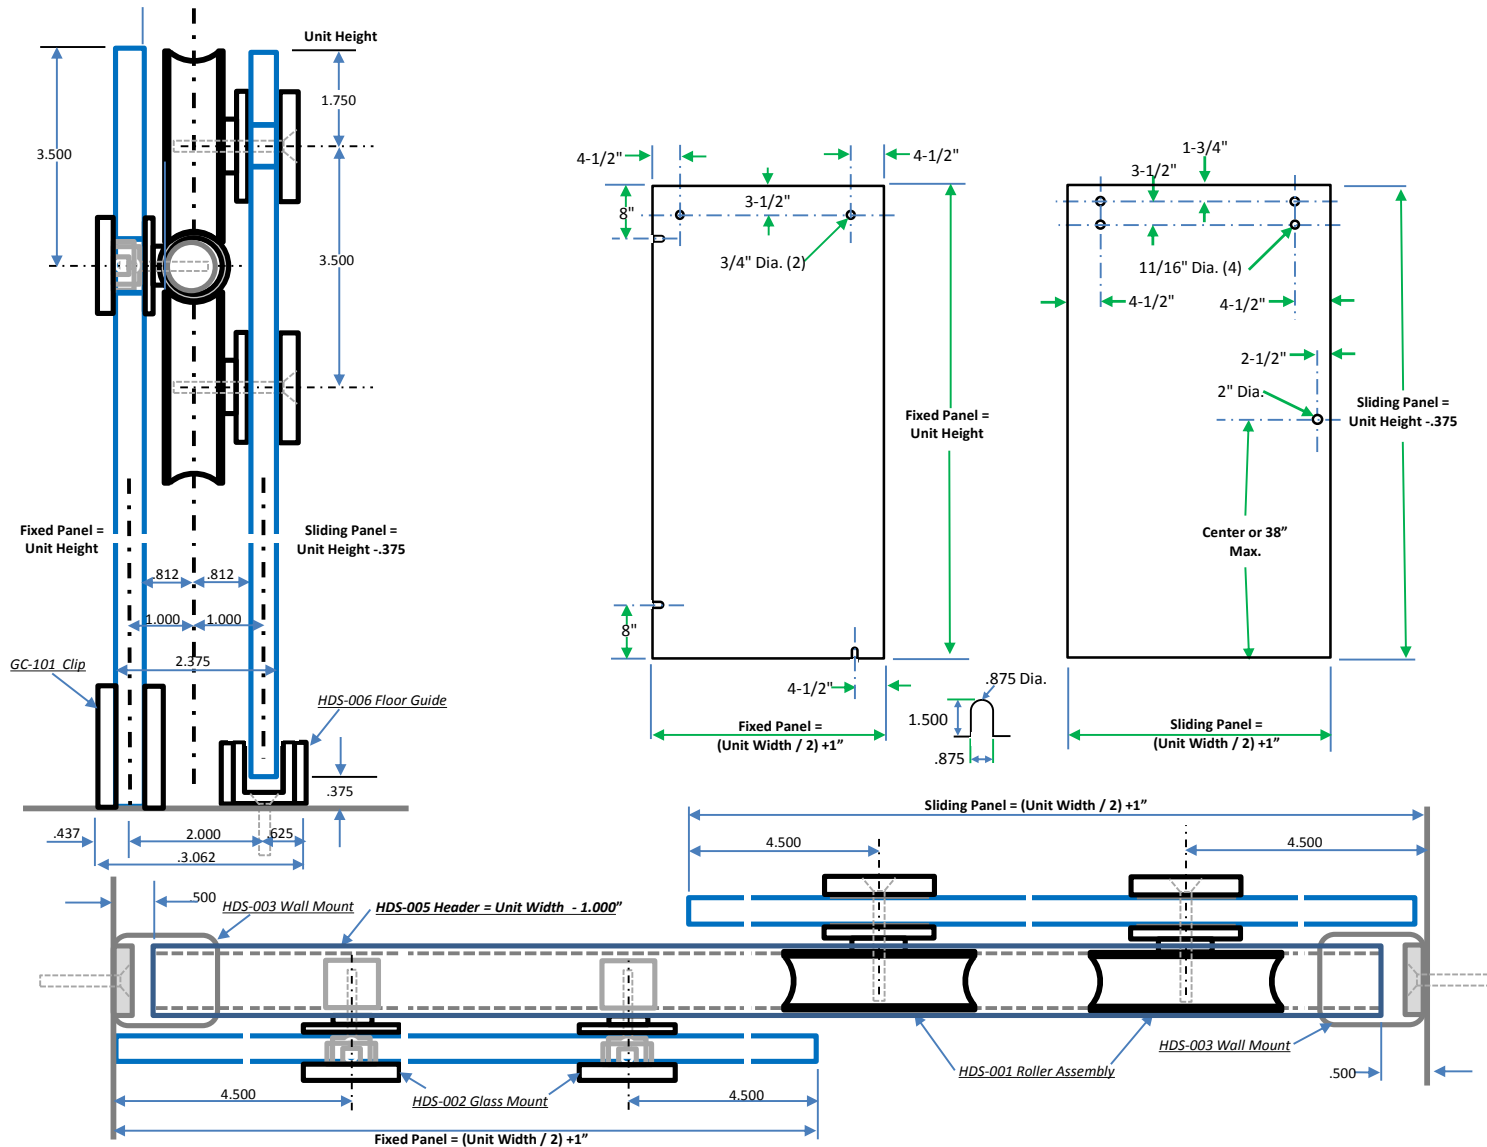 Unit Height
1.750
3.500
3.500
Fixed Panel =
Unit Height
Sliding Panel =
Unit Height -.375
.812
.812
1.000
1.000
2.375
GC-101 Clip
HDS-006 Floor Guide
.375
.437
2.000
.625
.3.062
4-1/2"
4-1/2"
8"
3-1/2"
3/4" Dia. (2)
Fixed Panel =
Unit Height
8"
4-1/2"
Fixed Panel =
(Unit Width / 2) +1"
.875 Dia.
1.500
.875
1-3/4"
3-1/2"
11/16" Dia. (4)
4-1/2"
4-1/2"
2-1/2"
2" Dia.
Sliding Panel =
Unit Height -.375
Center or 38”
Max.
Sliding Panel =
(Unit Width / 2) +1”
Sliding Panel = (Unit Width / 2) +1”
4.500
4.500
.500
HDS-003 Wall Mount
HDS-005 Header = Unit Width - 1.000”
HDS-003 Wall Mount
HDS-001 Roller Assembly
.500
4.500
HDS-002 Glass Mount
4.500
Fixed Panel = (Unit Width / 2) +1”